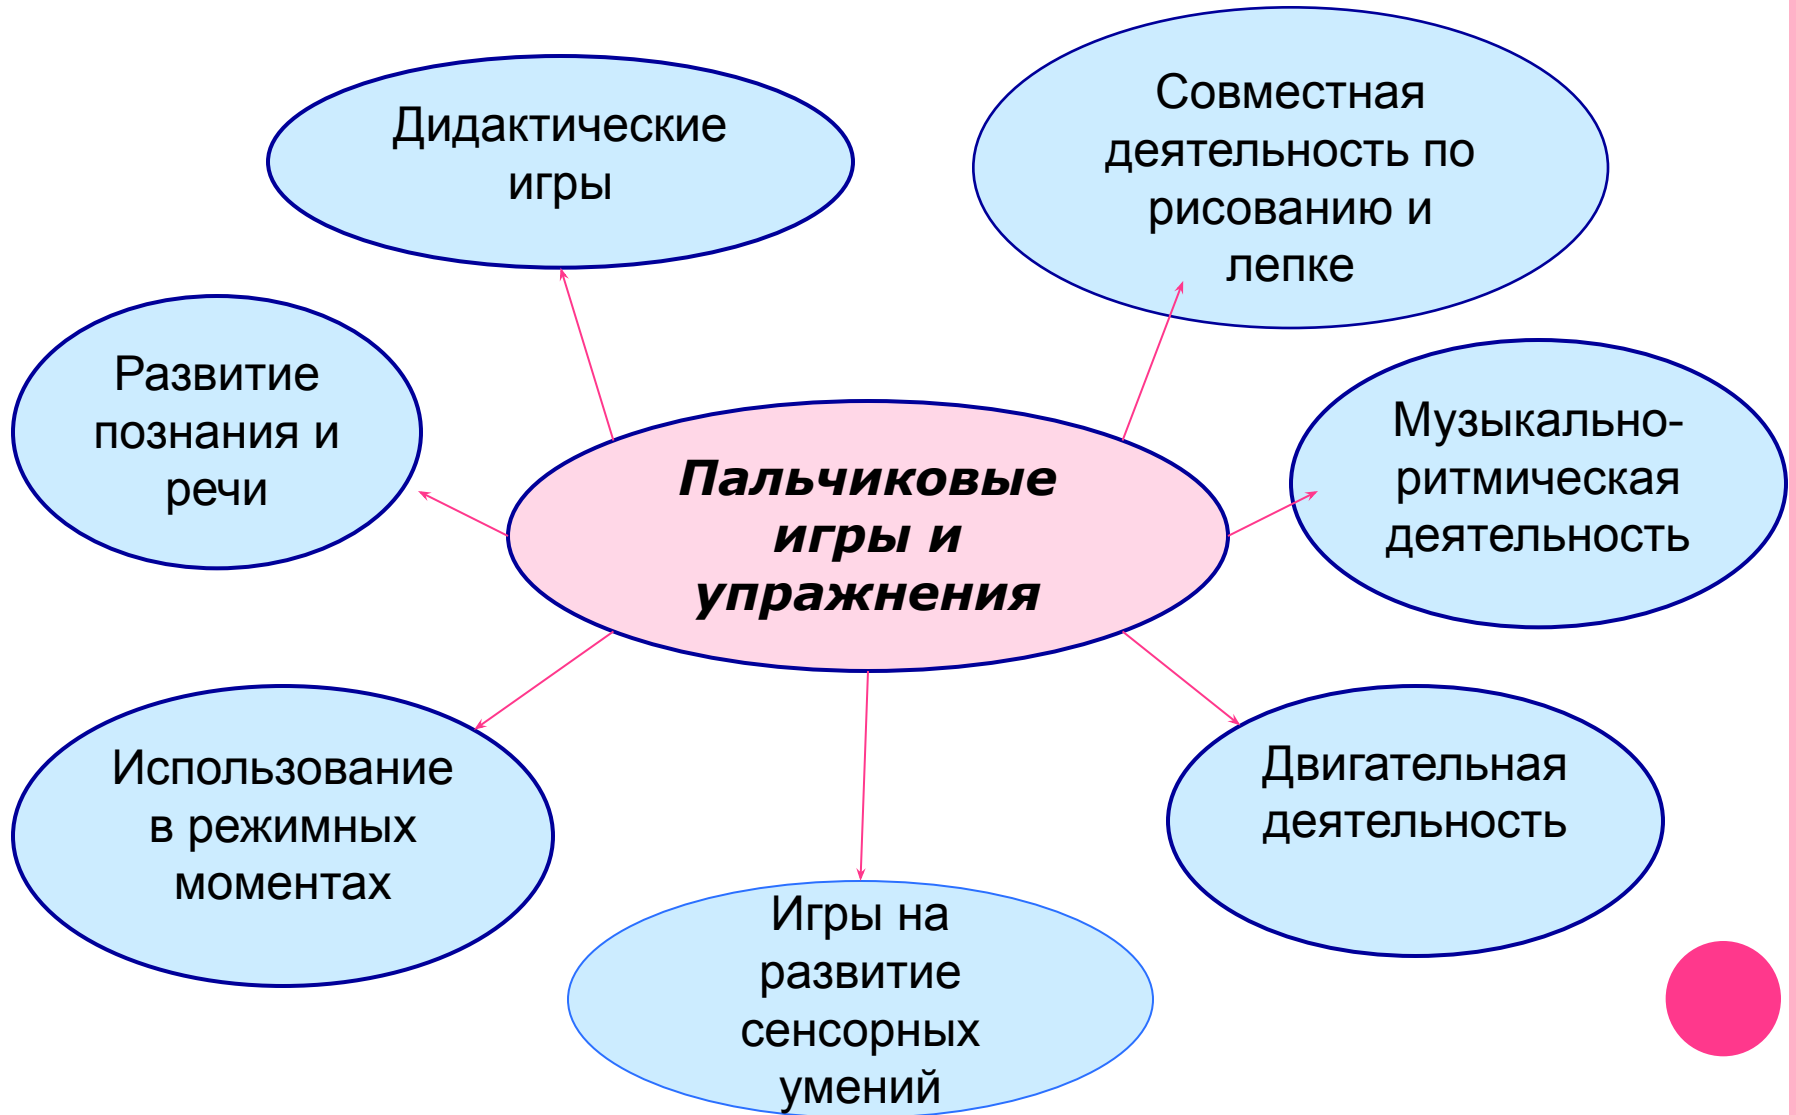 Дидактические
игры
Совместная
деятельность по
рисованию и
лепке
Развитие
познания и
речи
Музыкально-
ритмическая
деятельность
Пальчиковые
игры и
упражнения
Использование
в режимных
моментах
Двигательная
деятельность
Игры на
развитие
сенсорных
умений